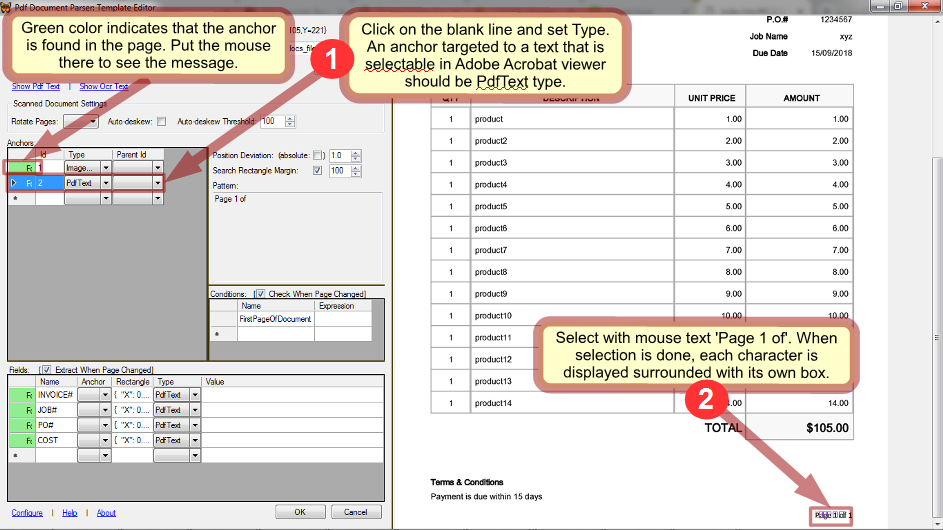 Pdf Document Parser: Template Editor
Green color indicates that the anchor
is found in the page. Put the mouse
there to see the message.
105,Y=221}
locs_file
1
Click on the blank line and set Type.
An anchor targeted to a text that is
selectable in Adobe Acrobat viewer
should be PdfText type.
P.O.# 1234567
Job Name xyz
Due Date 15/09/2018
Show Pdf Text | Show Ocr Text
Scanned Document Settings
Rotate Pages: Auto-deskew: Auto-deskew Threshold: 100
Anchors:
Id Type Parent Id
1 Image...
2 PdfText
*
Position Deviation: (absolute: ) 1.0
Search Rectangle Margin: 100
Pattern:
Page 1 of
Conditions: [ Check When Page Changed]
Name Expression
FirstPageOfDocument
*
Fields: [ Extract When Page Changed]
Name Anchor Rectangle Type Value
INVOICE# { "X": 0.... PdfText
JOB# { "X": 0.... PdfText
PO# { "X": 0.... PdfText
COST { "X": 0.... PdfText
*
Configure | Help | About OK Cancel
QTY DESCRIPTION UNIT PRICE AMOUNT
1 product 1.00 1.00
1 product2 2.00 2.00
1 product3 3.00 3.00
1 product4 4.00 4.00
1 product5 5.00 5.00
1 product6 6.00 6.00
1 product7 7.00 7.00
1 product8 8.00 8.00
1 product9 9.00 9.00
1 product10 10.00 10.00
1 product11
1 product12
1 product13
1 product14 4.00 14.00
Select with mouse text 'Page 1 of'. When
selection is done, each character is
displayed surrounded with its own box.
2
TOTAL $105.00
Terms & Conditions
Payment is due within 15 days
Page 1 of 1